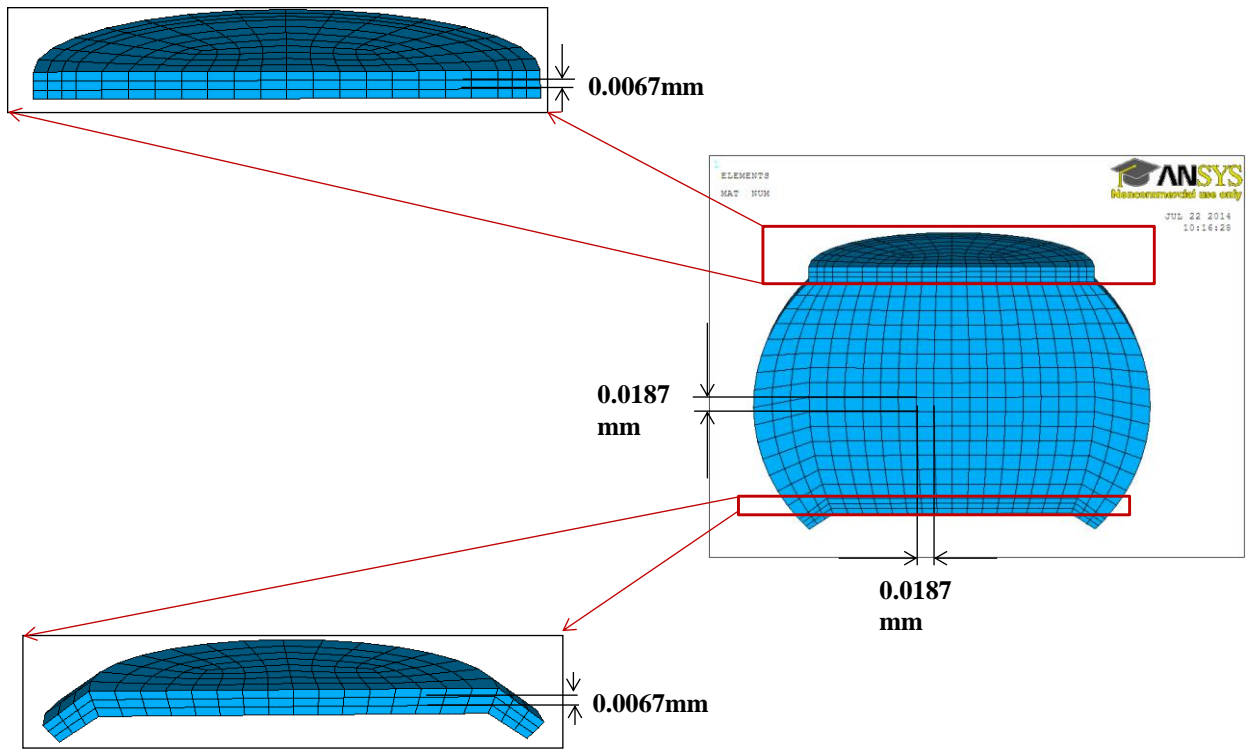 0.0067mm
1
ELEMENTS
MAT NUM
ANSYS
Noncommercial use only
JUL 22 2014
10:16:28
0.0187
mm
0.0187
mm
0.0067mm